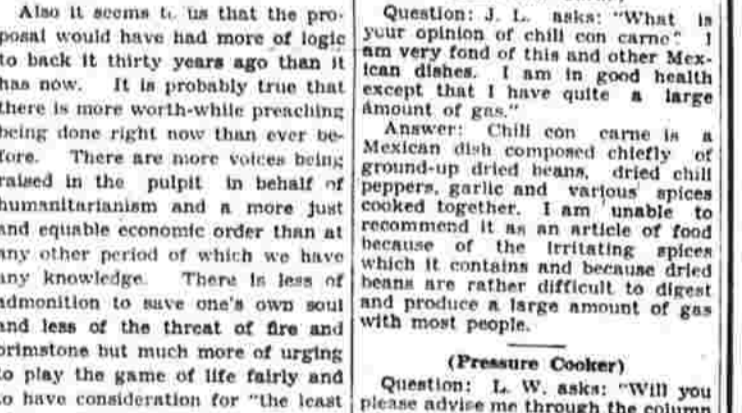 Also it seems to us that the pro-
posal would have had more of logic
to back it thirty years ago than it
has now. It is probably true that
there is more worth-while preaching
being done right now than ever be-
fore. There are more voices being
raised in the pulpit in behalf of
humanitarianism and a more just
and equable economic order than at
any other period of which we have
any knowledge. There is less of
admonition to save one's own soul
and less of the threat of fire and
brimstone but much more of urging
to play the game of life fairly and
to have consideration for "the least
Question: J. L. asks: "What is
your opinion of chili con carne? I
am very fond of this and other Mex-
ican dishes. I am in good health
except that I have quite a large
amount of gas."
Answer: Chili con carne is a
Mexican dish composed chiefly of
ground-up dried beans, dried chili
peppers, garlic and various spices
cooked together. I am unable to
recommend it as an article of food
because of the irritating spices
which it contains and because dried
beans are rather difficult to digest
and produce a large amount of gas
with most people.
(Pressure Cooker)
Question: L. W. asks: "Will you
please advise me through the column